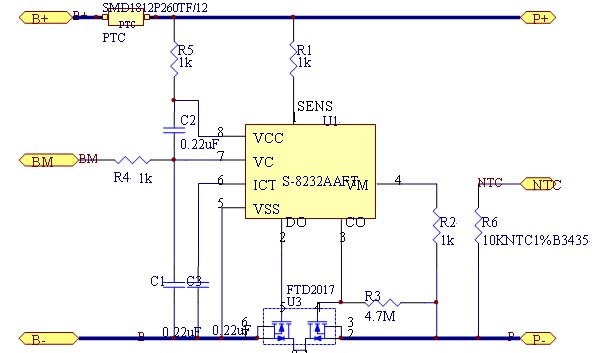 SMD1812P260TF/12
B+ B+ PTC P+
PTC
R5
1k
R1
1k
SENS
1
U1
C2
0.22uF
8 VCC
BM BM 7 VC
R4 1k
6 ICT S-8232AAFT VM 4 NTC NTC
5 VSS
DO CO
2 3
R2
1k
R6
10KNTC1%B3435
C1 C3
FTD2017
U3
R3
4.7M
5 4
6 3
0.22uF 0.22uF
2
B- B P-